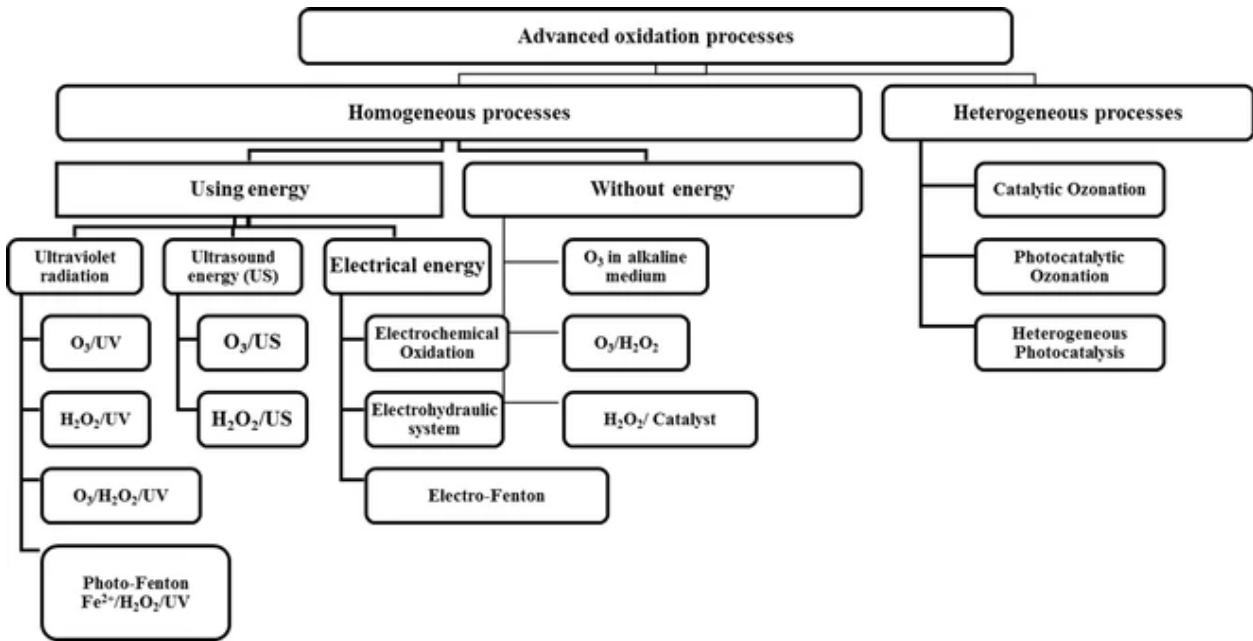 Advanced oxidation processes
Homogeneous processes
Heterogeneous processes
Using energy
Without energy
Catalytic Ozonation
Ultraviolet
radiation
Ultrasound
energy (US)
Electrical energy
O₃ in alkaline
medium
Photocatalytic
Ozonation
O₃/UV
O₃/US
Electrochemical
Oxidation
O₃/H₂O₂
Heterogeneous
Photocatalysis
H₂O₂/UV
H₂O₂/US
Electrohydraulic
system
H₂O₂/ Catalyst
O₃/H₂O₂/UV
Electro-Fenton
Photo-Fenton
Fe²⁺/H₂O₂/UV